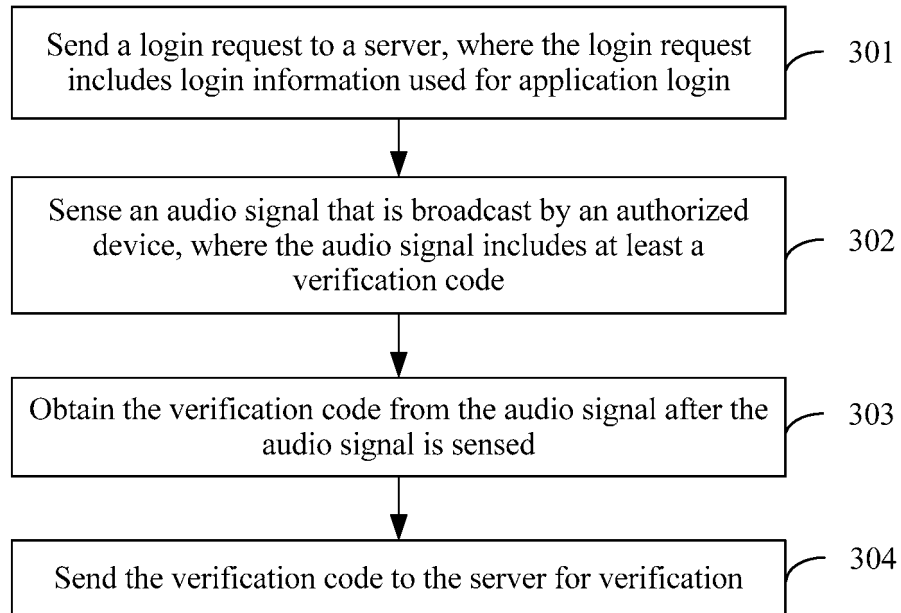 Send a login request to a server, where the login request
includes login information used for application login
301
Sense an audio signal that is broadcast by an authorized
device, where the audio signal includes at least a
verification code
302
Obtain the verification code from the audio signal after the
audio signal is sensed
303
Send the verification code to the server for verification
304